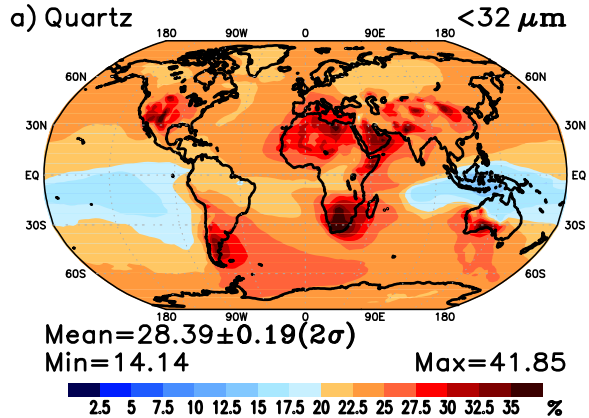 a) Quartz <32 μm
180 90W 0 90E 180
60N 60N
30N 30N
EQ EQ
30S 30S
60S 60S
180 90W 0 90E 180
Mean=28.39±0.19(2σ)
Min=14.14 Max=41.85
2.5 5 7.5 10 12.5 15 17.5 20 22.5 25 27.5 30 32.5 35 %